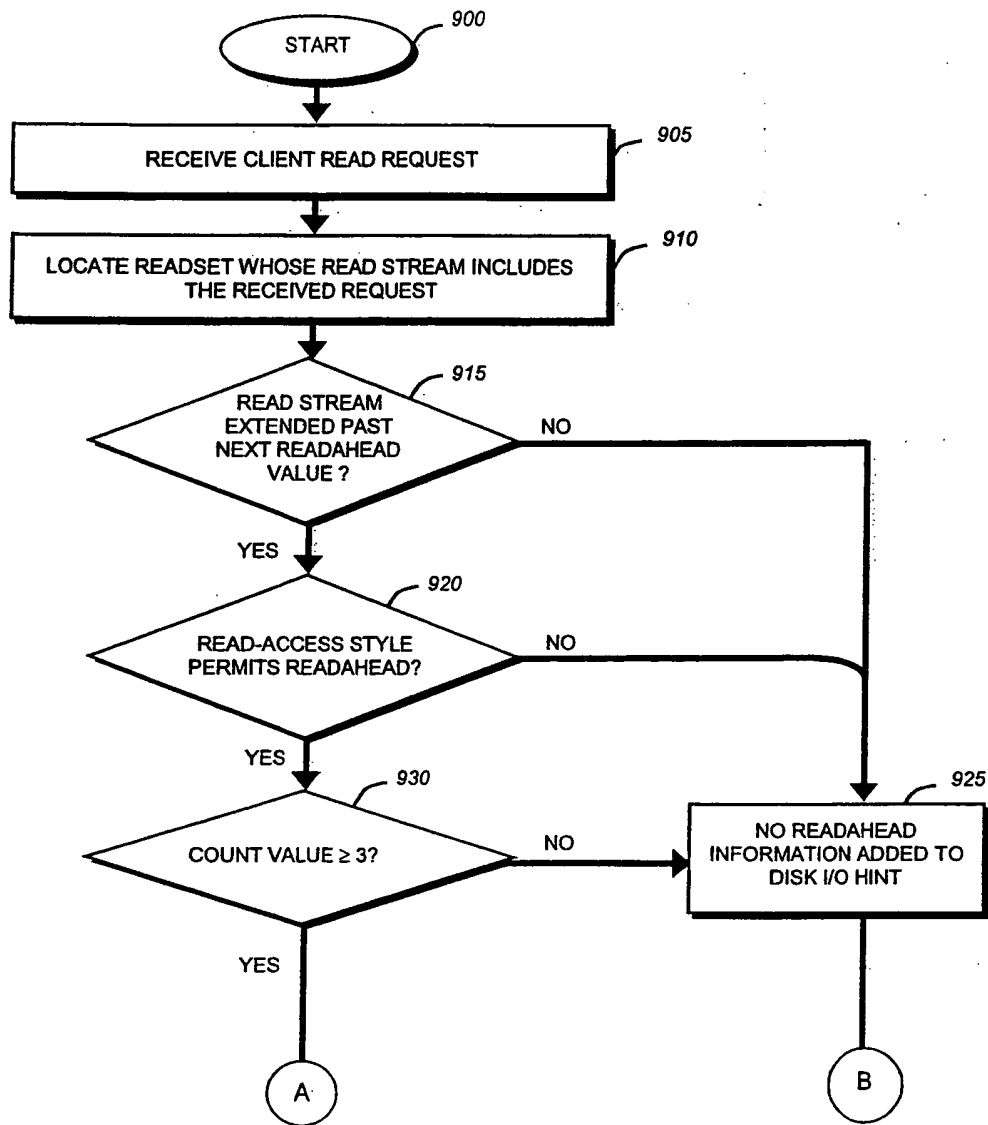 START
900
RECEIVE CLIENT READ REQUEST
905
LOCATE READSET WHOSE READ STREAM INCLUDES
THE RECEIVED REQUEST
910
READ STREAM
EXTENDED PAST
NEXT READAHEAD
VALUE ?
915
NO
YES
READ-ACCESS STYLE
PERMITS READAHEAD?
920
NO
YES
COUNT VALUE ≥ 3?
930
NO
YES
NO READAHEAD
INFORMATION ADDED TO
DISK I/O HINT
925
A
B